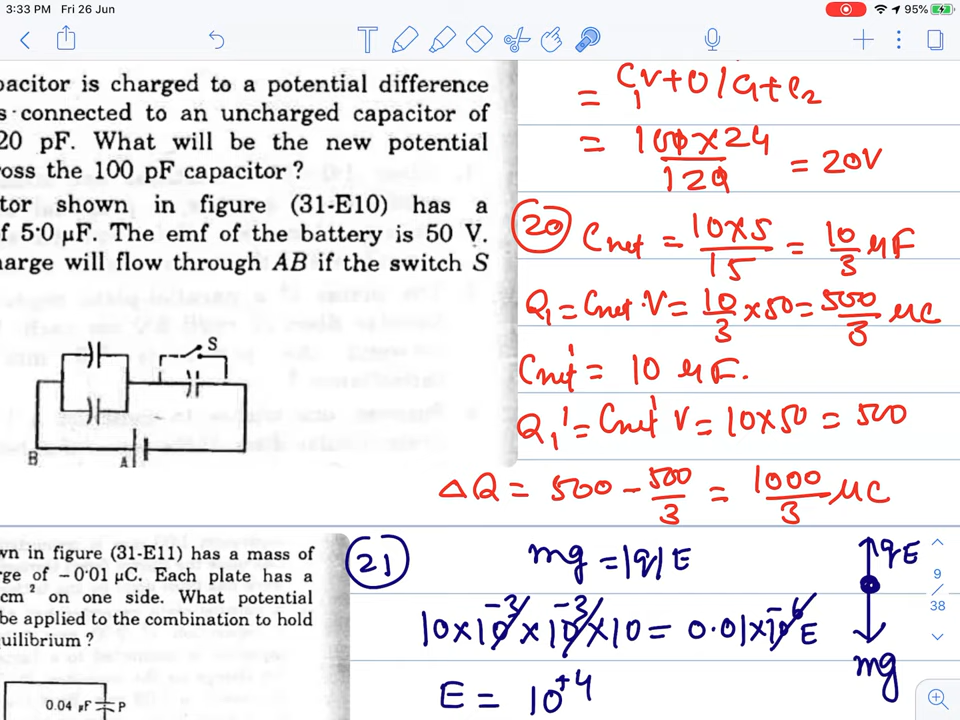 3:33 PM Fri 26 Jun
95%
T
pacitor is charged to a potential difference
s connected to an uncharged capacitor of
20 pF. What will be the new potential
ross the 100 pF capacitor ?
tor shown in figure (31-E10) has a
f 5·0 µF. The emf of the battery is 50 V.
harge will flow through AB if the switch S
S
B
A
wn in figure (31-E11) has a mass of
rge of – 0·01 µC. Each plate has a
cm² on one side. What potential
be applied to the combination to hold
quilibrium ?
0.04 µF
P
= C₁V+0/C₁+C₂
= 100×24/120 = 20V
20 Cnet = 10×5/15 = 10/3 µF
Q₁ = Cnet·V = 10/3 ×50 = 500/3 µC
Cnet' = 10 µF.
Q₁' = Cnet' V = 10×50 = 500
ΔQ = 500 - 500/3 = 1000/3 µC
21 mg = |q|E
10×10⁻³×10⁻³×10 = 0.01×10⁻⁶E
E = 10⁺⁴
qE
mg
9
/
38